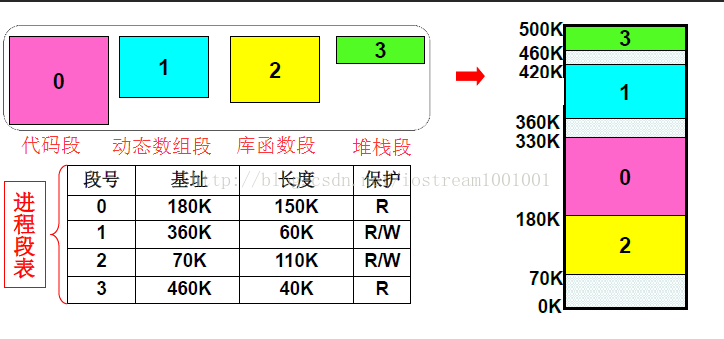 0
1
2
3
代码段 动态数组段 库函数段 堆栈段
进程段表
段号 基址 长度 保护
0 180K 150K R
1 360K 60K R/W
2 70K 110K R/W
3 460K 40K R
http://blog.csdn.net/iostream1001001
500K
3
460K
420K
1
360K
330K
0
180K
2
70K
0K